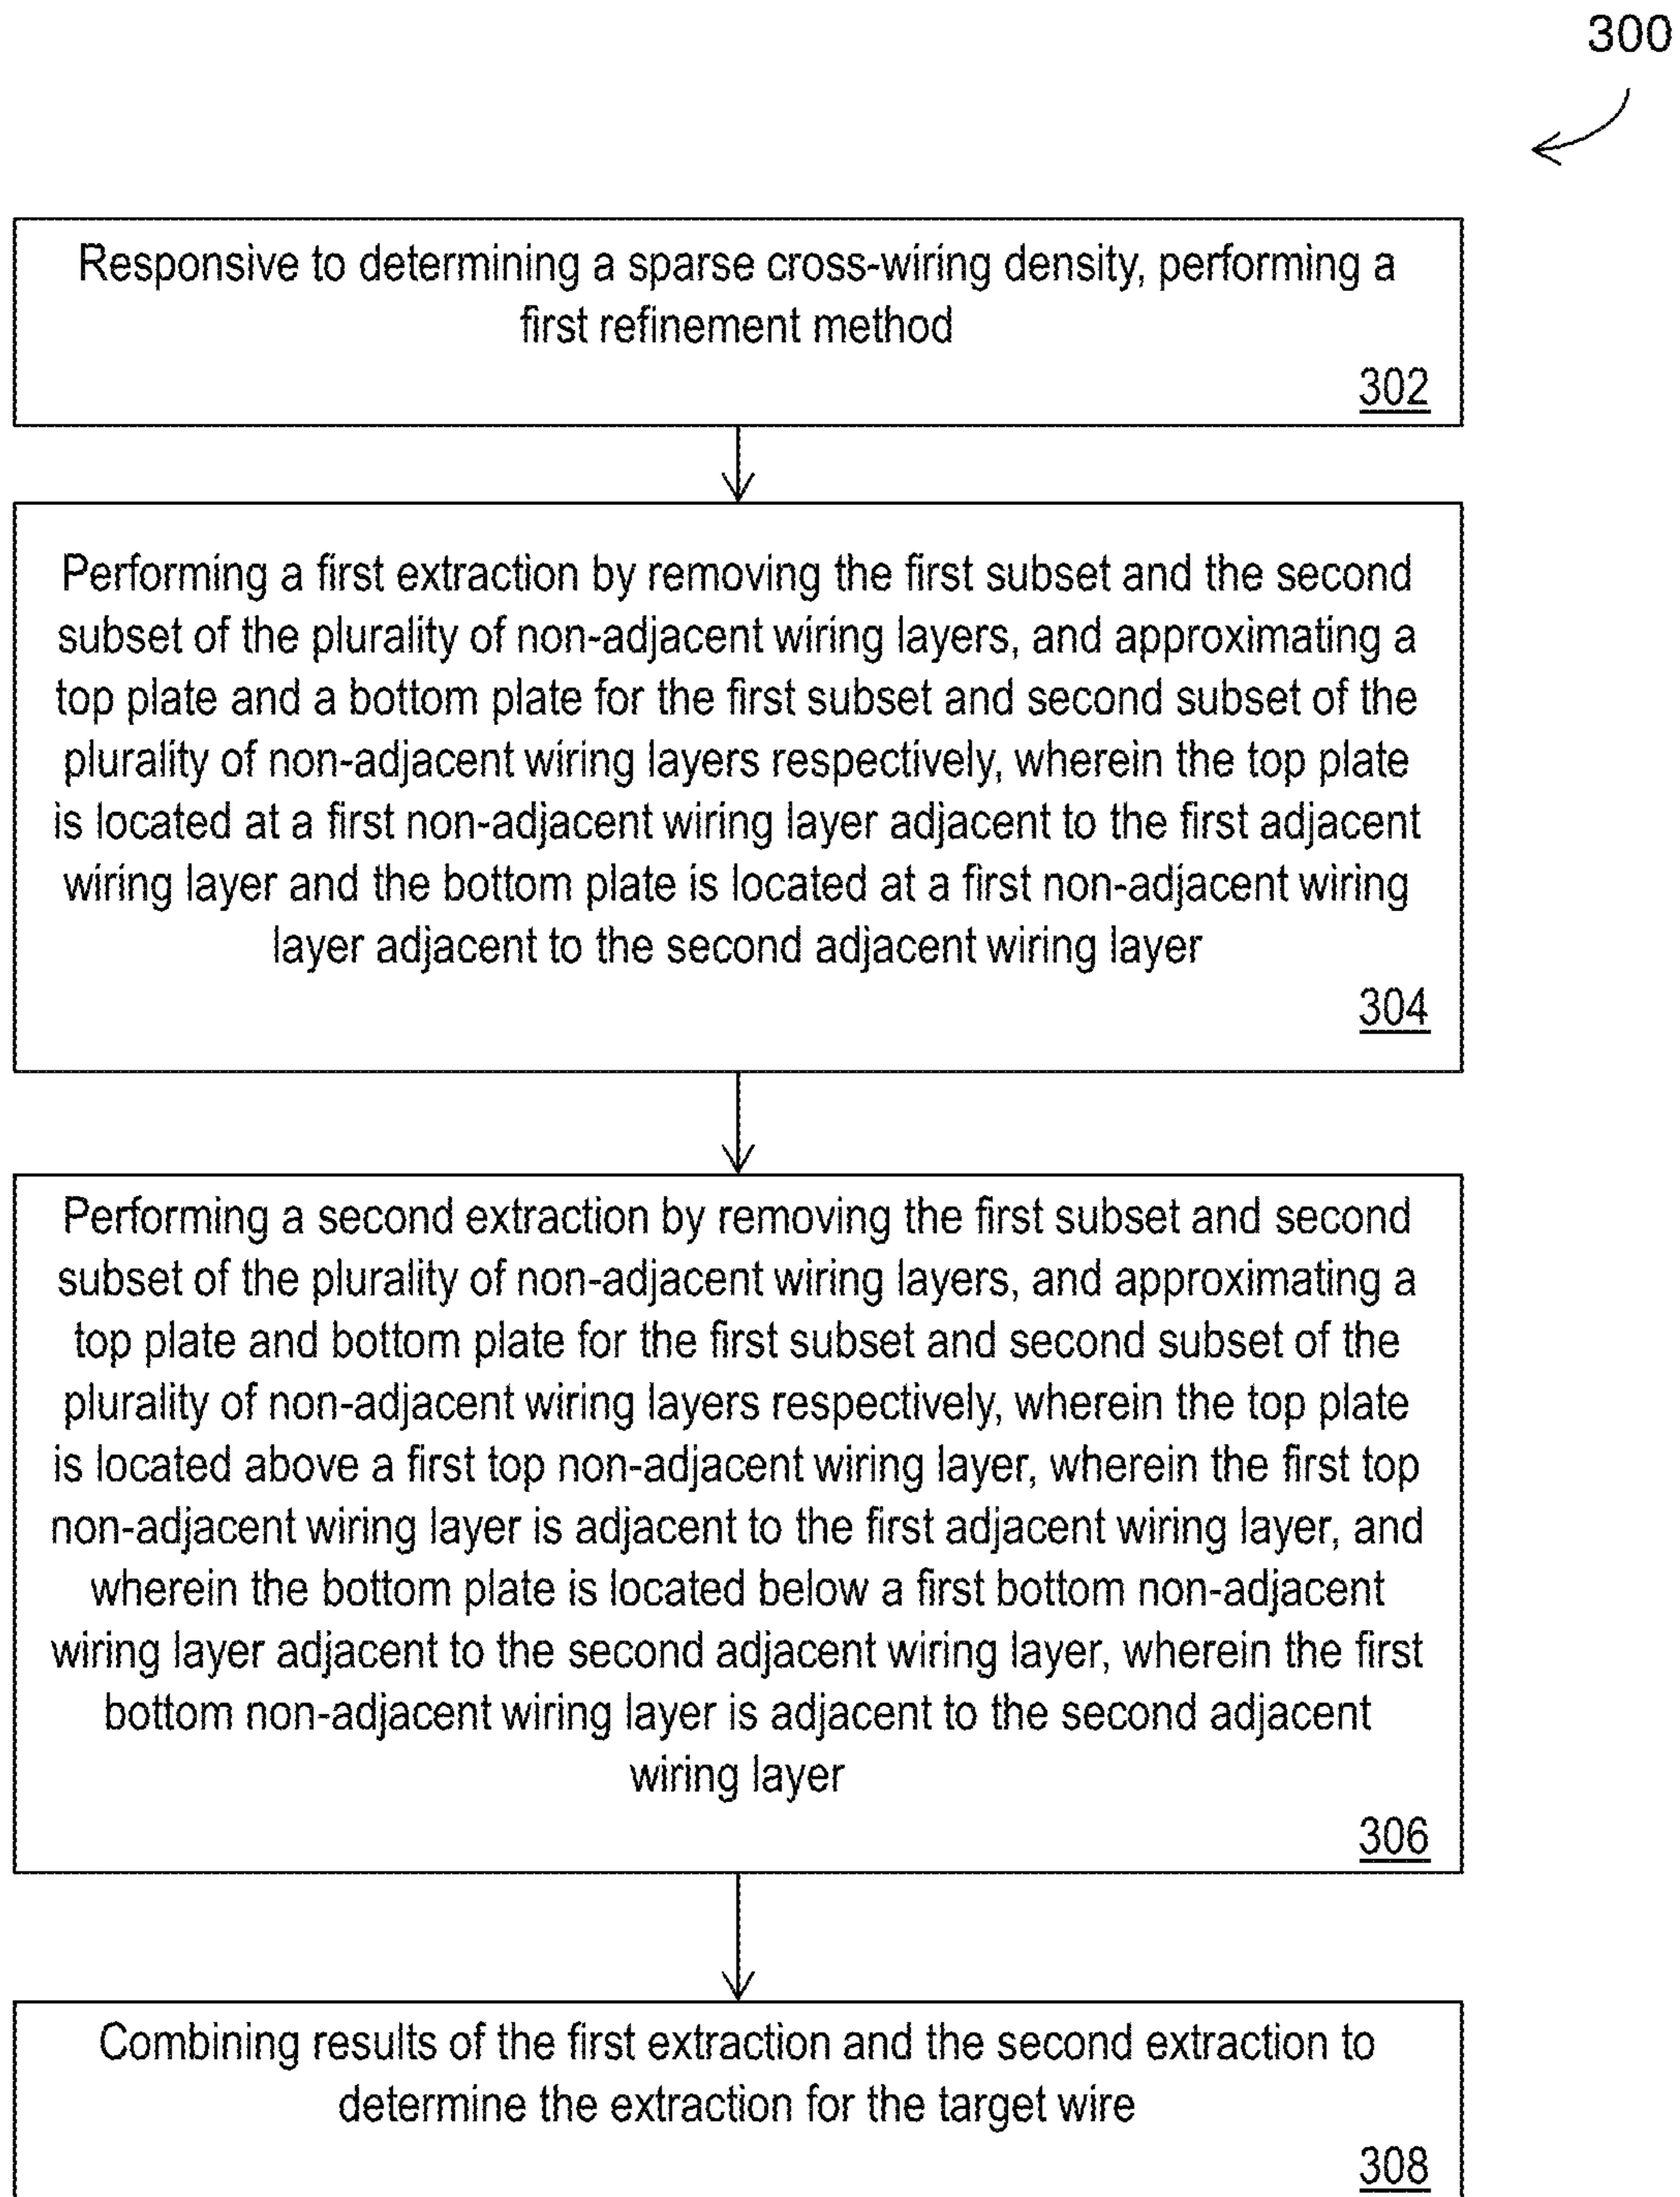 300
Responsive to determining a sparse cross-wiring density, performing a
first refinement method
302
Performing a first extraction by removing the first subset and the second
subset of the plurality of non-adjacent wiring layers, and approximating a
top plate and a bottom plate for the first subset and second subset of the
plurality of non-adjacent wiring layers respectively, wherein the top plate
is located at a first non-adjacent wiring layer adjacent to the first adjacent
wiring layer and the bottom plate is located at a first non-adjacent wiring
layer adjacent to the second adjacent wiring layer
304
Performing a second extraction by removing the first subset and second
subset of the plurality of non-adjacent wiring layers, and approximating a
top plate and bottom plate for the first subset and second subset of the
plurality of non-adjacent wiring layers respectively, wherein the top plate
is located above a first top non-adjacent wiring layer, wherein the first top
non-adjacent wiring layer is adjacent to the first adjacent wiring layer, and
wherein the bottom plate is located below a first bottom non-adjacent
wiring layer adjacent to the second adjacent wiring layer, wherein the first
bottom non-adjacent wiring layer is adjacent to the second adjacent
wiring layer
306
Combining results of the first extraction and the second extraction to
determine the extraction for the target wire
308